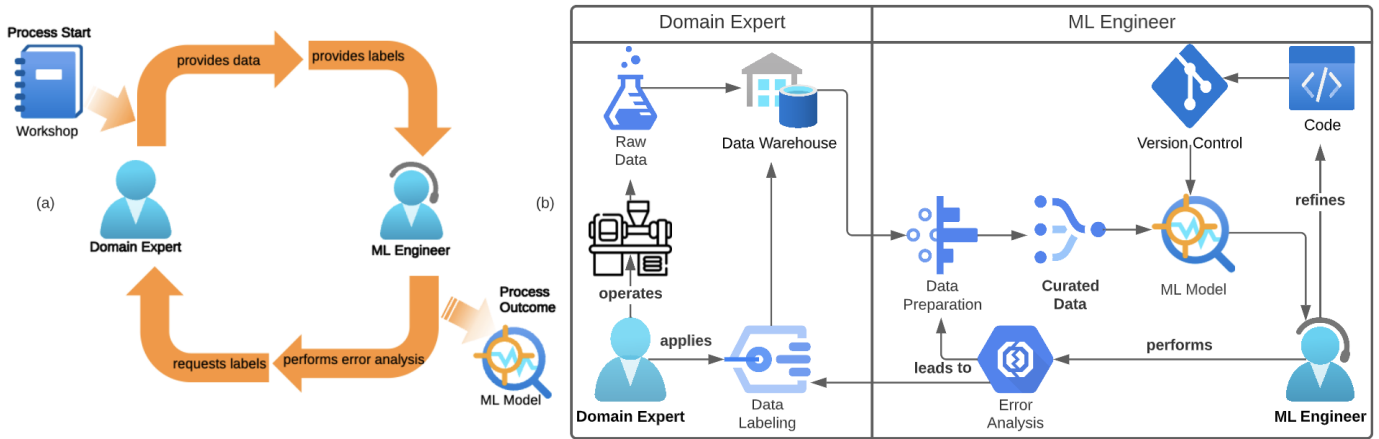 Process Start
Workshop
provides data
provides labels
(a)
Domain Expert
ML Engineer
Process
Outcome
requests labels
performs error analysis
ML Model
(b)
Domain Expert
ML Engineer
Raw
Data
Data Warehouse
Version Control
Code
refines
operates
Data
Preparation
Curated
Data
ML Model
applies
performs
leads to
Domain Expert
Data
Labeling
Error
Analysis
ML Engineer